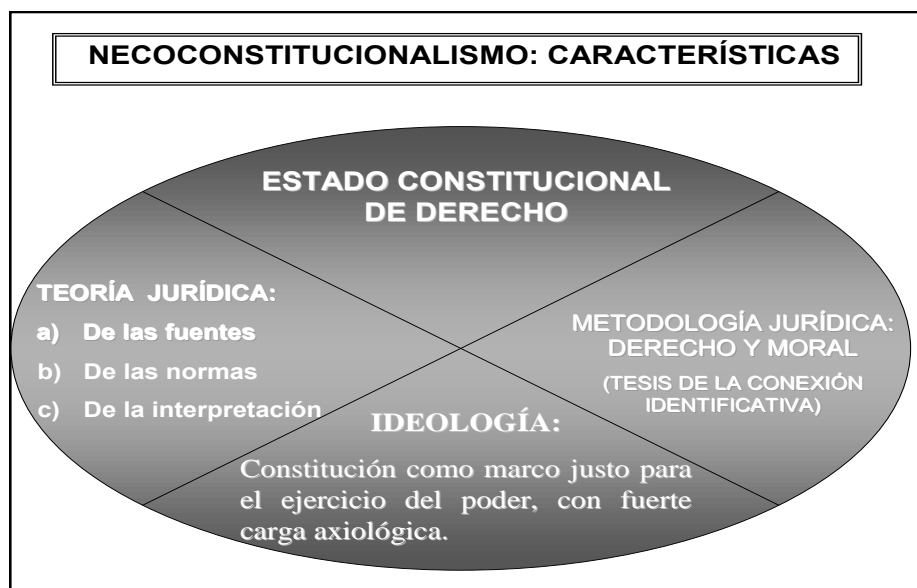 NECOCONSTITUCIONALISMO: CARACTERÍSTICAS
ESTADO CONSTITUCIONAL
DE DERECHO
TEORÍA JURÍDICA:
a) De las fuentes
b) De las normas
c) De la interpretación
METODOLOGÍA JURÍDICA:
DERECHO Y MORAL
(TESIS DE LA CONEXIÓN
IDENTIFICATIVA)
IDEOLOGÍA:
Constitución como marco justo para
el ejercicio del poder, con fuerte
carga axiológica.